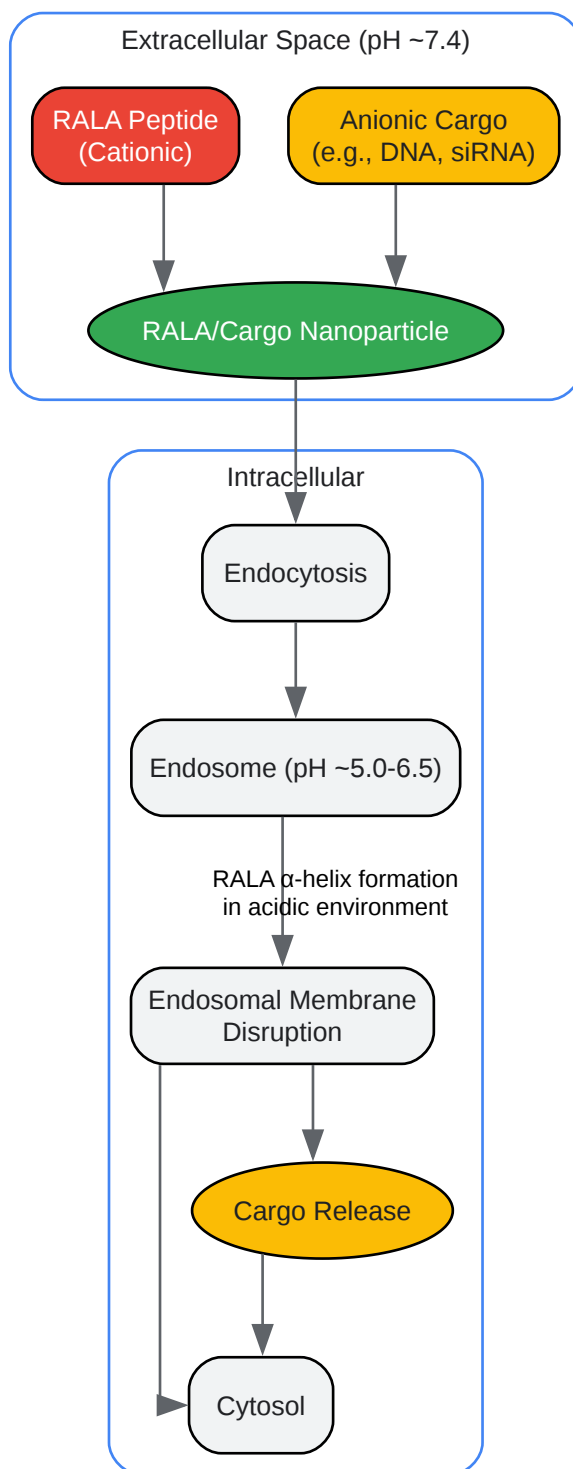 Extracellular Space (pH ~7.4)
RALA Peptide
(Cationic)
Anionic Cargo
(e.g., DNA, siRNA)
RALA/Cargo Nanoparticle
Intracellular
Endocytosis
Endosome (pH ~5.0-6.5)
RALA α-helix formation
in acidic environment
Endosomal Membrane
Disruption
Cargo Release
Cytosol